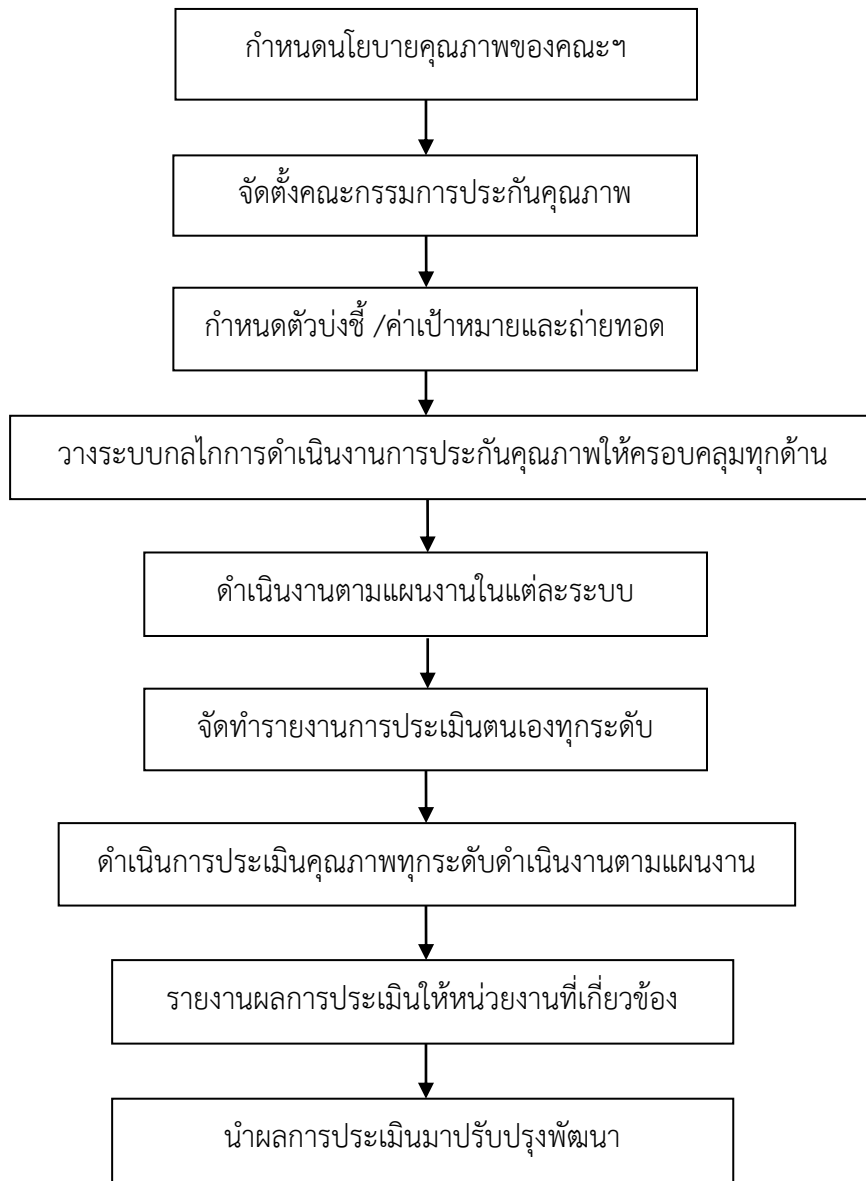 กำหนดนโยบายคุณภาพของคณะฯ
จัดตั้งคณะกรรมการประกันคุณภาพ
กำหนดตัวบ่งชี้ /ค่าเป้าหมายและถ่ายทอด
วางระบบกลไกการดำเนินงานการประกันคุณภาพให้ครอบคลุมทุกด้าน
ดำเนินงานตามแผนงานในแต่ละระบบ
จัดทำรายงานการประเมินตนเองทุกระดับ
ดำเนินการประเมินคุณภาพทุกระดับดำเนินงานตามแผนงาน
รายงานผลการประเมินให้หน่วยงานที่เกี่ยวข้อง
นำผลการประเมินมาปรับปรุงพัฒนา